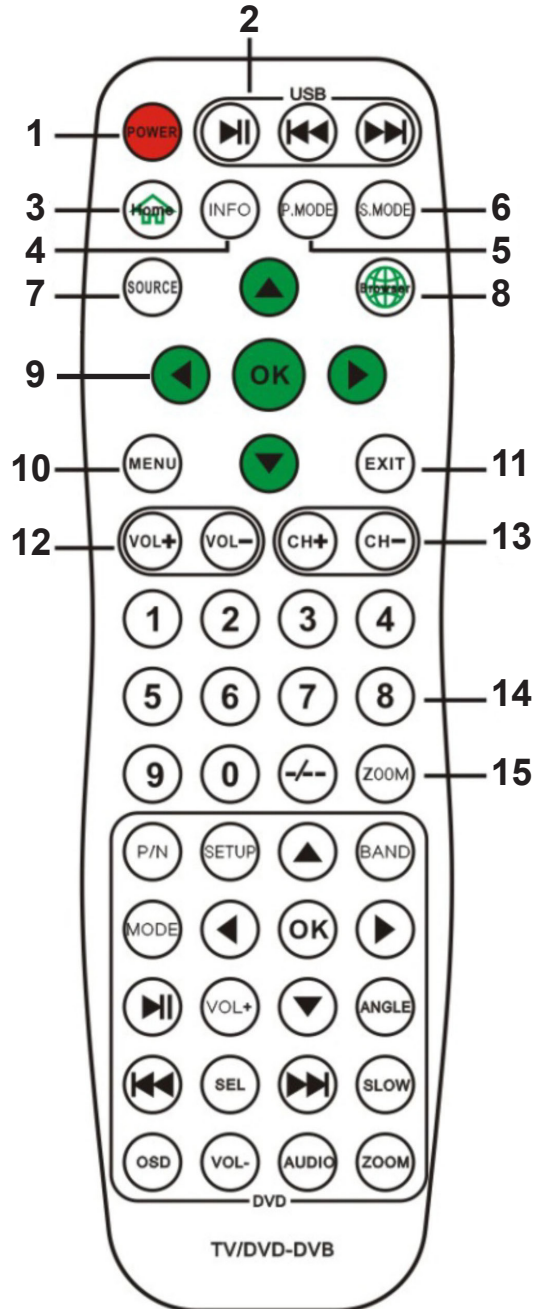 2
USB
1 POWER
3 Home INFO P.MODE S.MODE 6
4 5
7 SOURCE Browser 8
9 OK
10 MENU EXIT 11
12 VOL+ VOL- CH+ CH- 13
1 2 3 4
5 6 7 8 14
9 0 -/-- ZOOM 15
P/N SETUP BAND
MODE OK
VOL+ ANGLE
SEL SLOW
OSD VOL- AUDIO ZOOM
DVD
TV/DVD-DVB